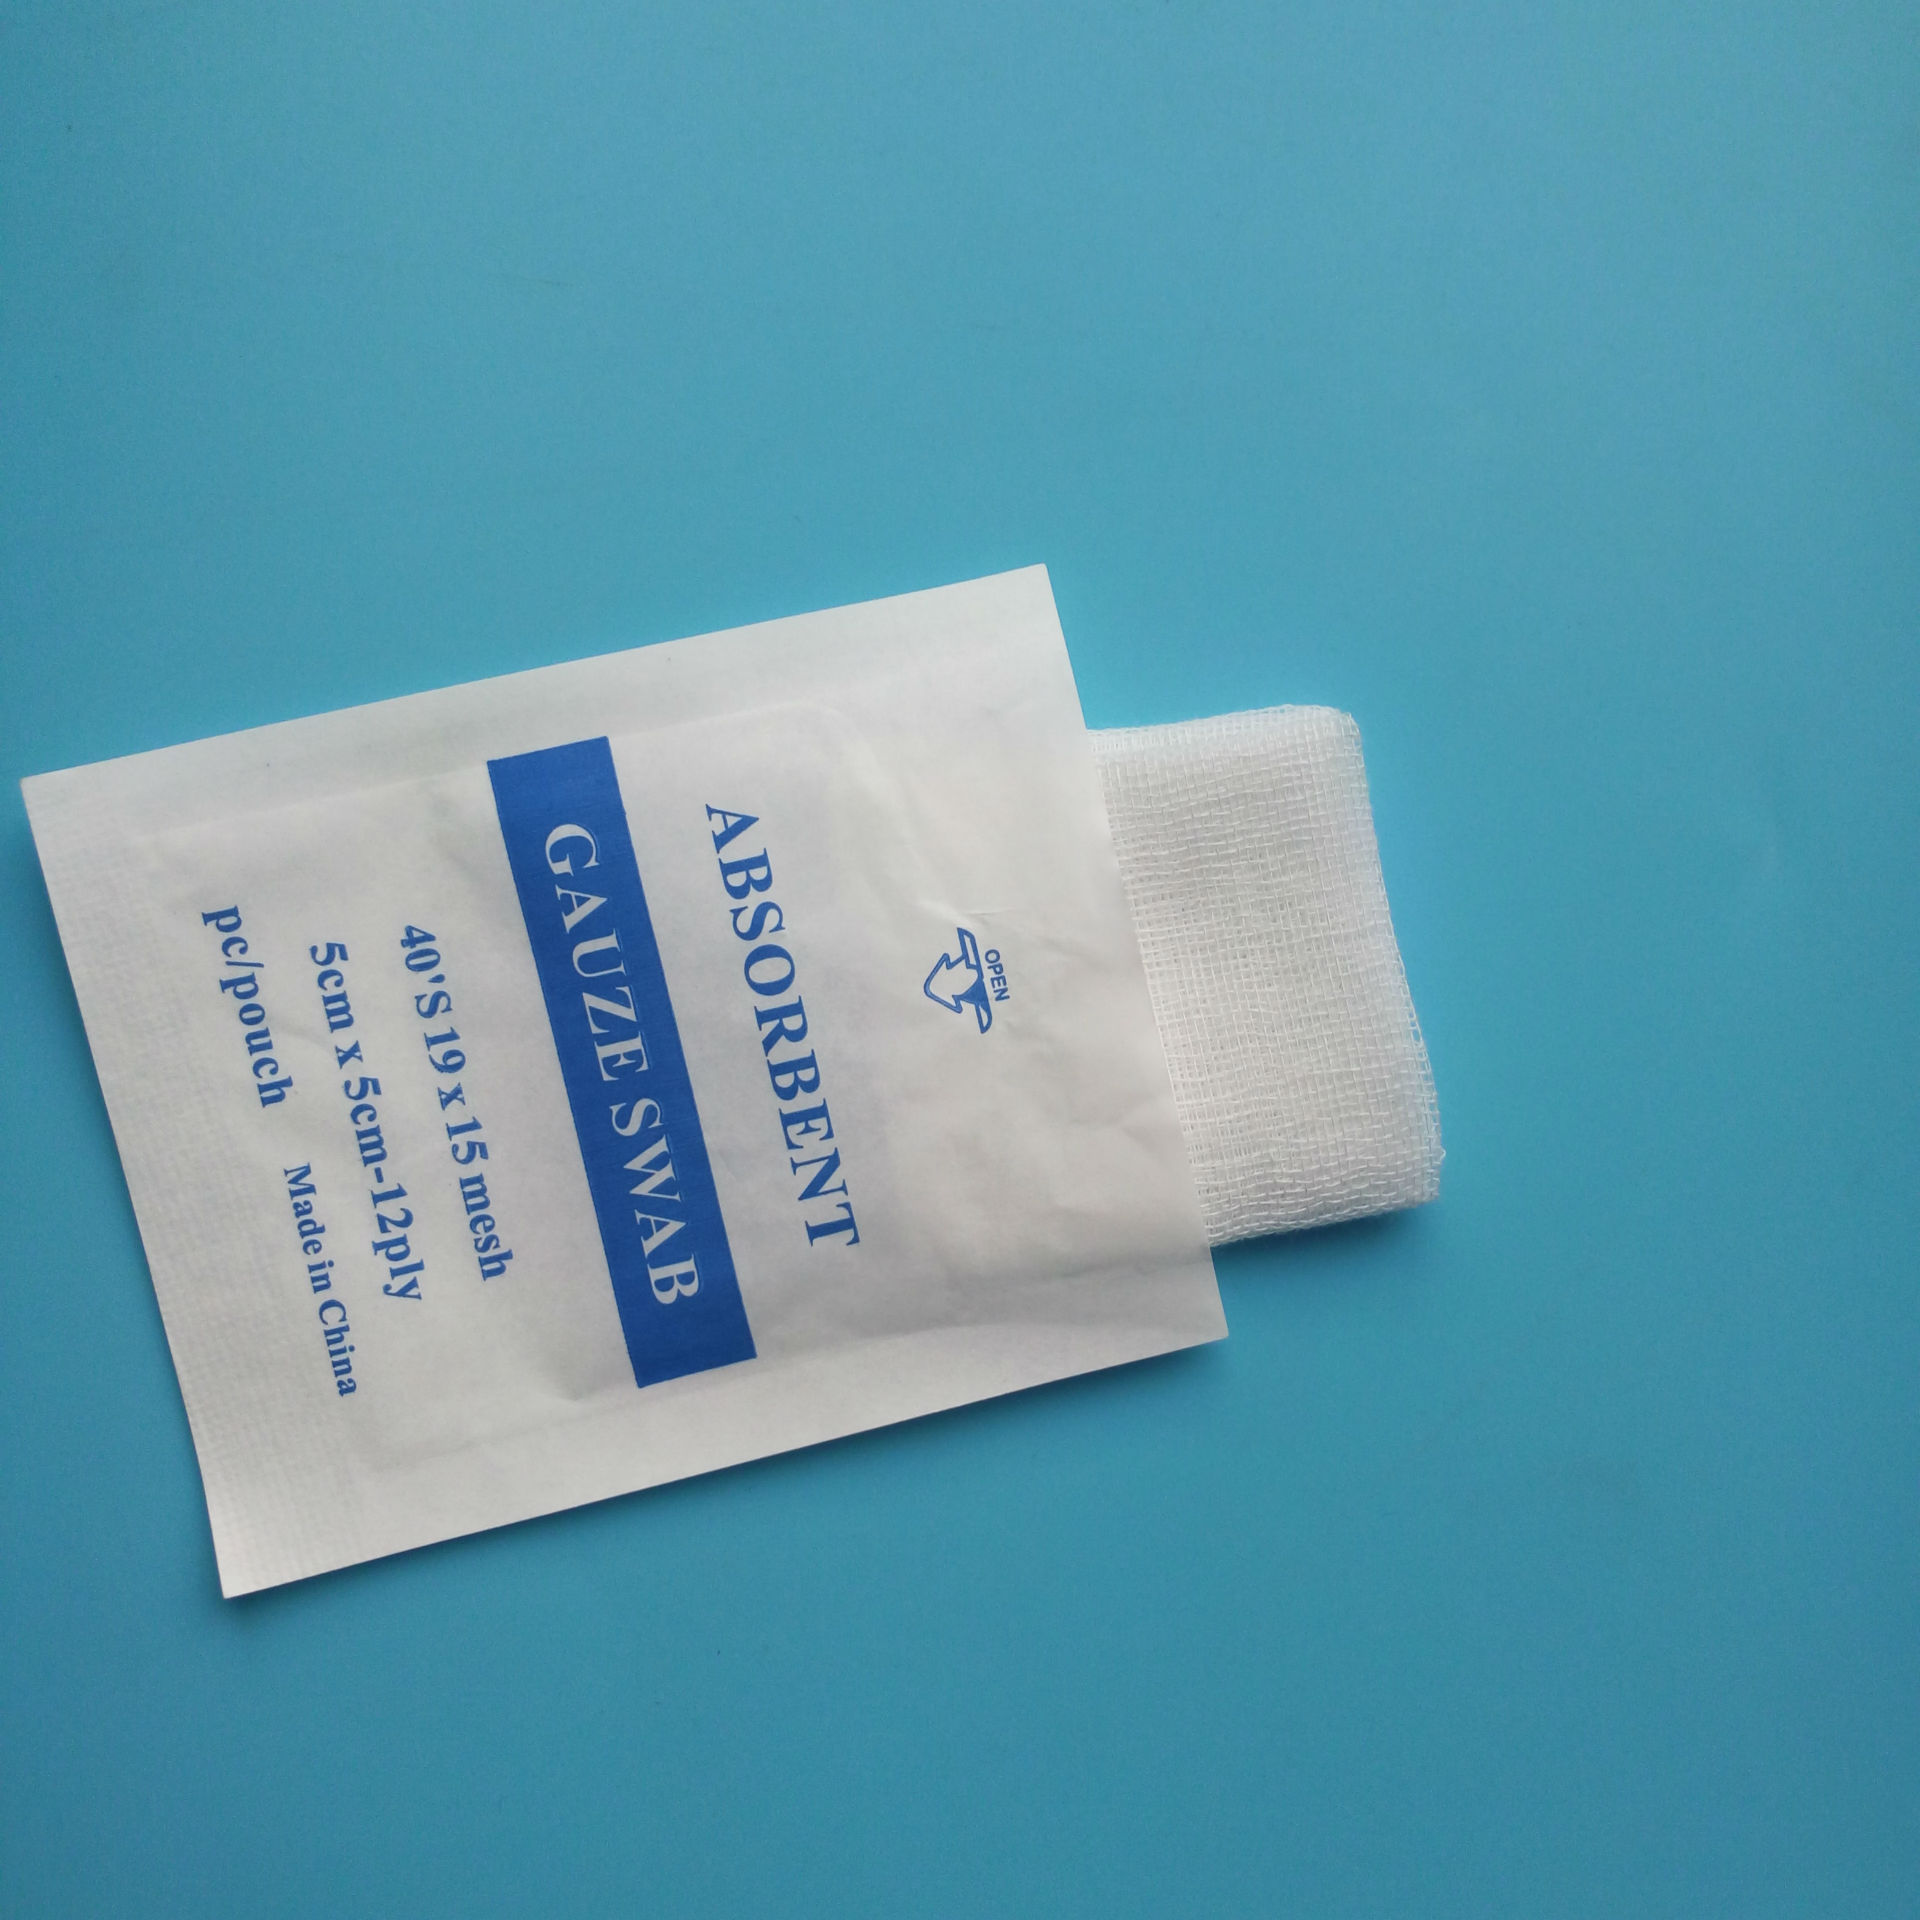 OPEN
ABSORBENT
GAUZE SWAB
40'S 19 x 15 mesh
5cm x 5cm-12ply
pc/pouch
Made in China